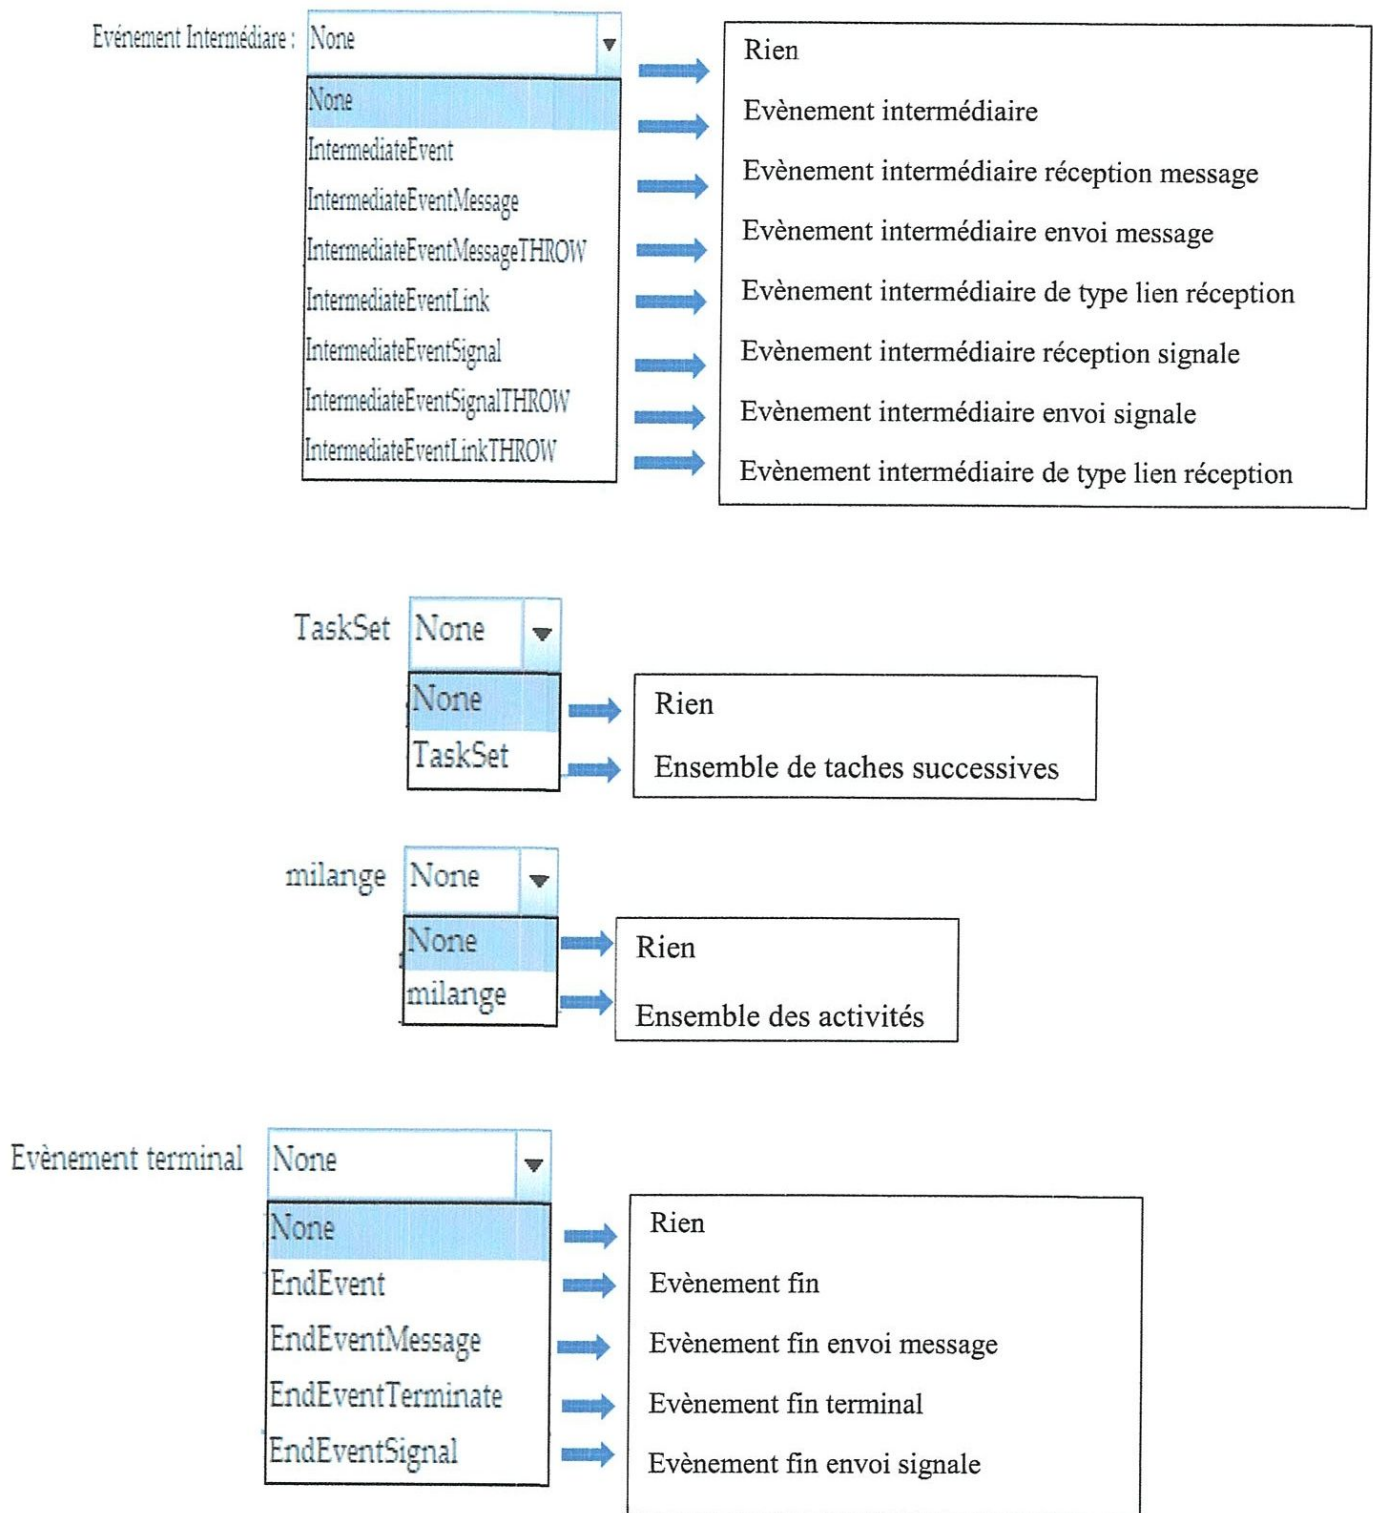 Evénement Intermédiare : None
None
IntermediateEvent
IntermediateEventMessage
IntermediateEventMessageTHROW
IntermediateEventLink
IntermediateEventSignal
IntermediateEventSignalTHROW
IntermediateEventLinkTHROW
Rien
Evènement intermédiaire
Evènement intermédiaire réception message
Evènement intermédiaire envoi message
Evènement intermédiaire de type lien réception
Evènement intermédiaire réception signale
Evènement intermédiaire envoi signale
Evènement intermédiaire de type lien réception
TaskSet None
None
TaskSet
Rien
Ensemble de taches successives
milange None
None
milange
Rien
Ensemble des activités
Evènement terminal None
None
EndEvent
EndEventMessage
EndEventTerminate
EndEventSignal
Rien
Evènement fin
Evènement fin envoi message
Evènement fin terminal
Evènement fin envoi signale